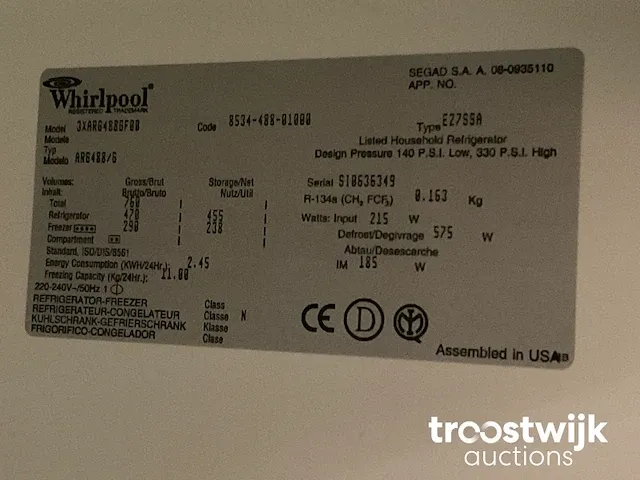 SEGAD S.A. A. 08-0935110
APP. NO.
Whirlpool
REGISTERED TRADEMARK
Model 3XARG488GF00 Code 8534-488-01000 Type E27SSA
Modele
Typ
Modelo ARG488/G
Listed Household Refrigerator
Design Pressure 140 P.S.I. Low, 330 P.S.I. High
Volumes: Gross/Brut Storage/Net
Inhalt: Brutto/Bruto Nutz/Util
Total 760
Refrigerator 470 455
Freezer 290 238
Compartment
Standard, ISO/DIS/8561
Energy Consumption (KWH/24Hr.): 2.45
Freezing Capacity (Kg/24Hr.): 11.00
220-240V~/50Hz 1
Serial S10636349
R-134a (CH2 FCF3) 0.163 Kg
Watts: Input 215 W
Defrost/Degivrage 575 W
Abtau/Desescarche
IM 185 W
REFRIGERATOR-FREEZER
REFRIGERATEUR-CONGELATEUR
KUHLSCHRANK-GEFRIERSCHRANK
FRIGORIFICO-CONGELADOR
Class
Classe N
Klasse
Clase
CE D
Assembled in USA
troostwijk
auctions